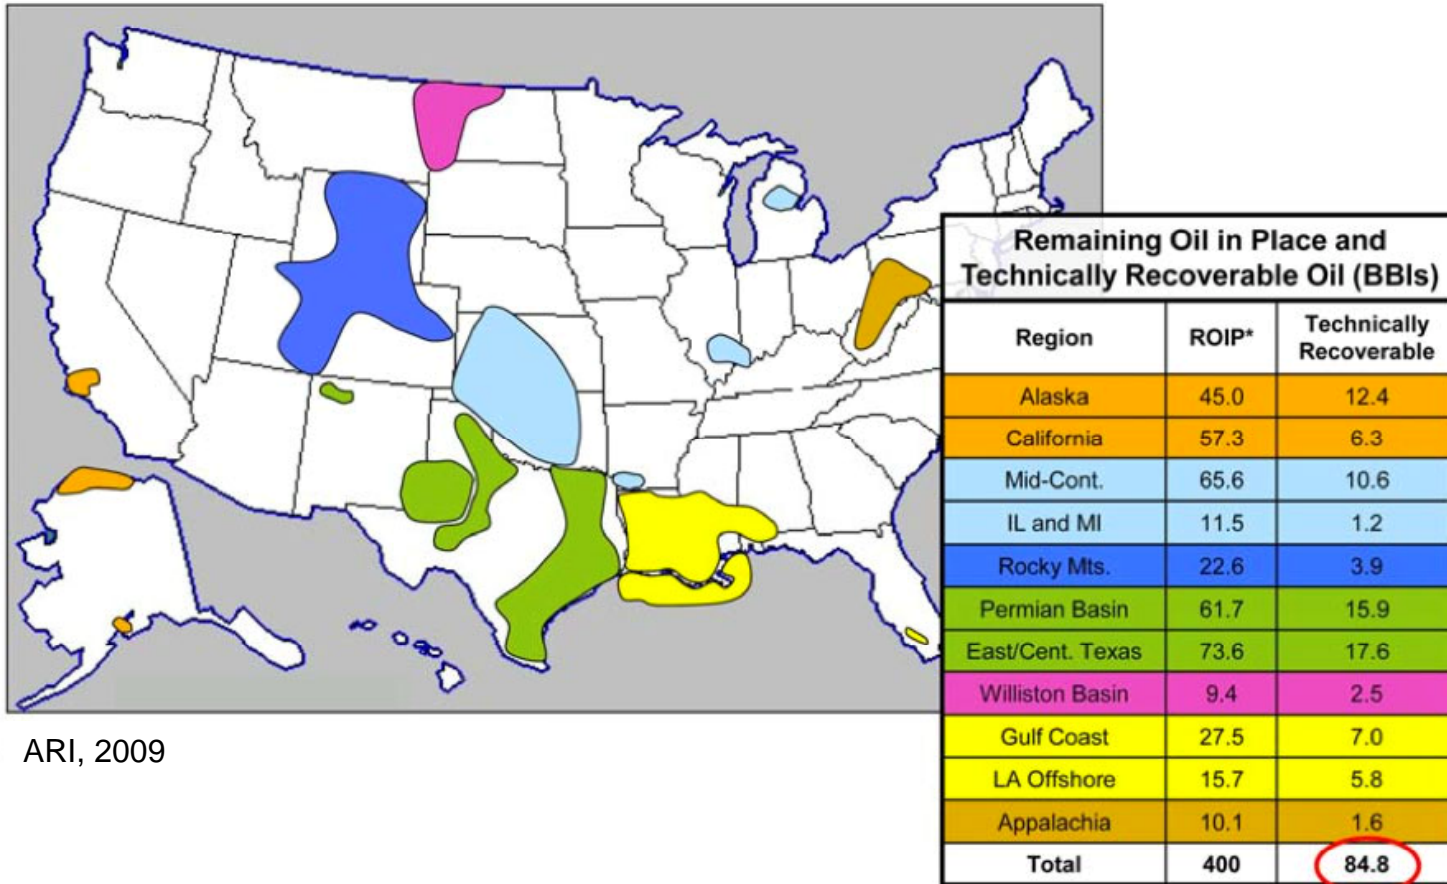 Remaining Oil in Place and
Technically Recoverable Oil (BBls)
Region ROIP* Technically
Recoverable
Alaska 45.0 12.4
California 57.3 6.3
Mid-Cont. 65.6 10.6
IL and MI 11.5 1.2
Rocky Mts. 22.6 3.9
Permian Basin 61.7 15.9
East/Cent. Texas 73.6 17.6
Williston Basin 9.4 2.5
Gulf Coast 27.5 7.0
LA Offshore 15.7 5.8
Appalachia 10.1 1.6
Total 400 84.8
ARI, 2009